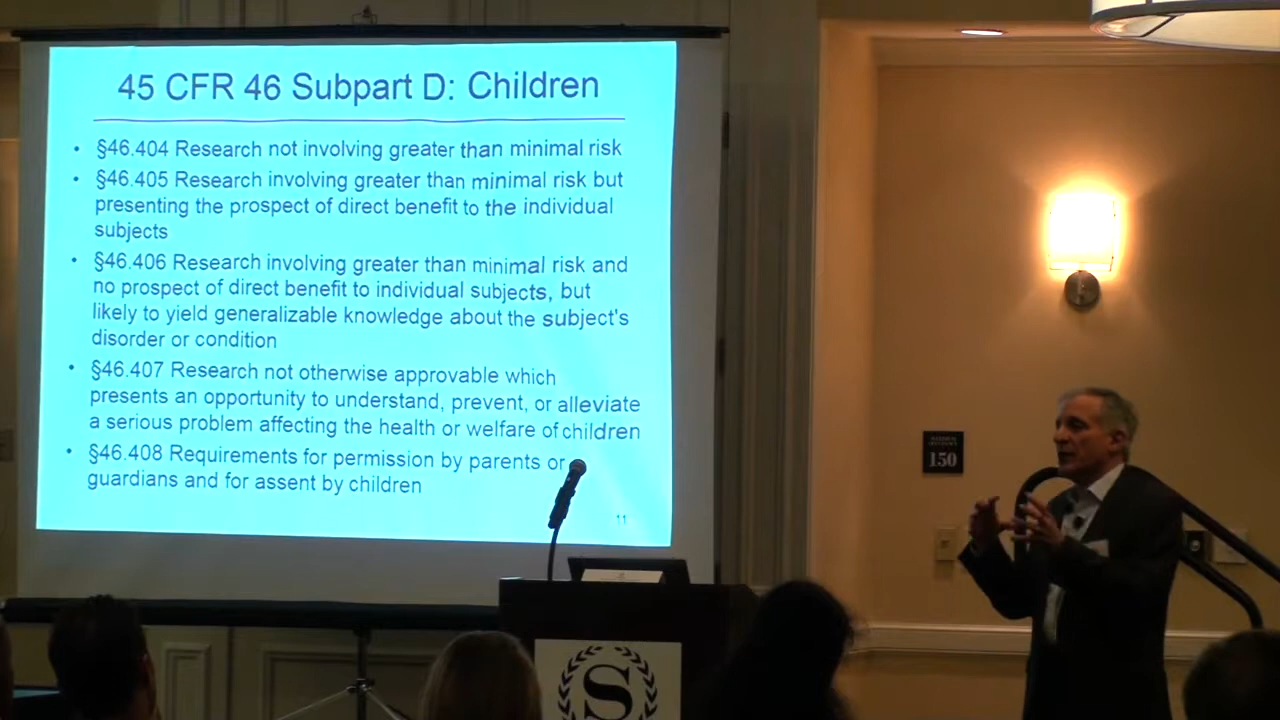 45 CFR 46 Subpart D: Children
• §46.404 Research not involving greater than minimal risk
• §46.405 Research involving greater than minimal risk but
presenting the prospect of direct benefit to the individual
subjects
• §46.406 Research involving greater than minimal risk and
no prospect of direct benefit to individual subjects, but
likely to yield generalizable knowledge about the subject's
disorder or condition
• §46.407 Research not otherwise approvable which
presents an opportunity to understand, prevent, or alleviate
a serious problem affecting the health or welfare of children
• §46.408 Requirements for permission by parents or
guardians and for assent by children
11
150
S